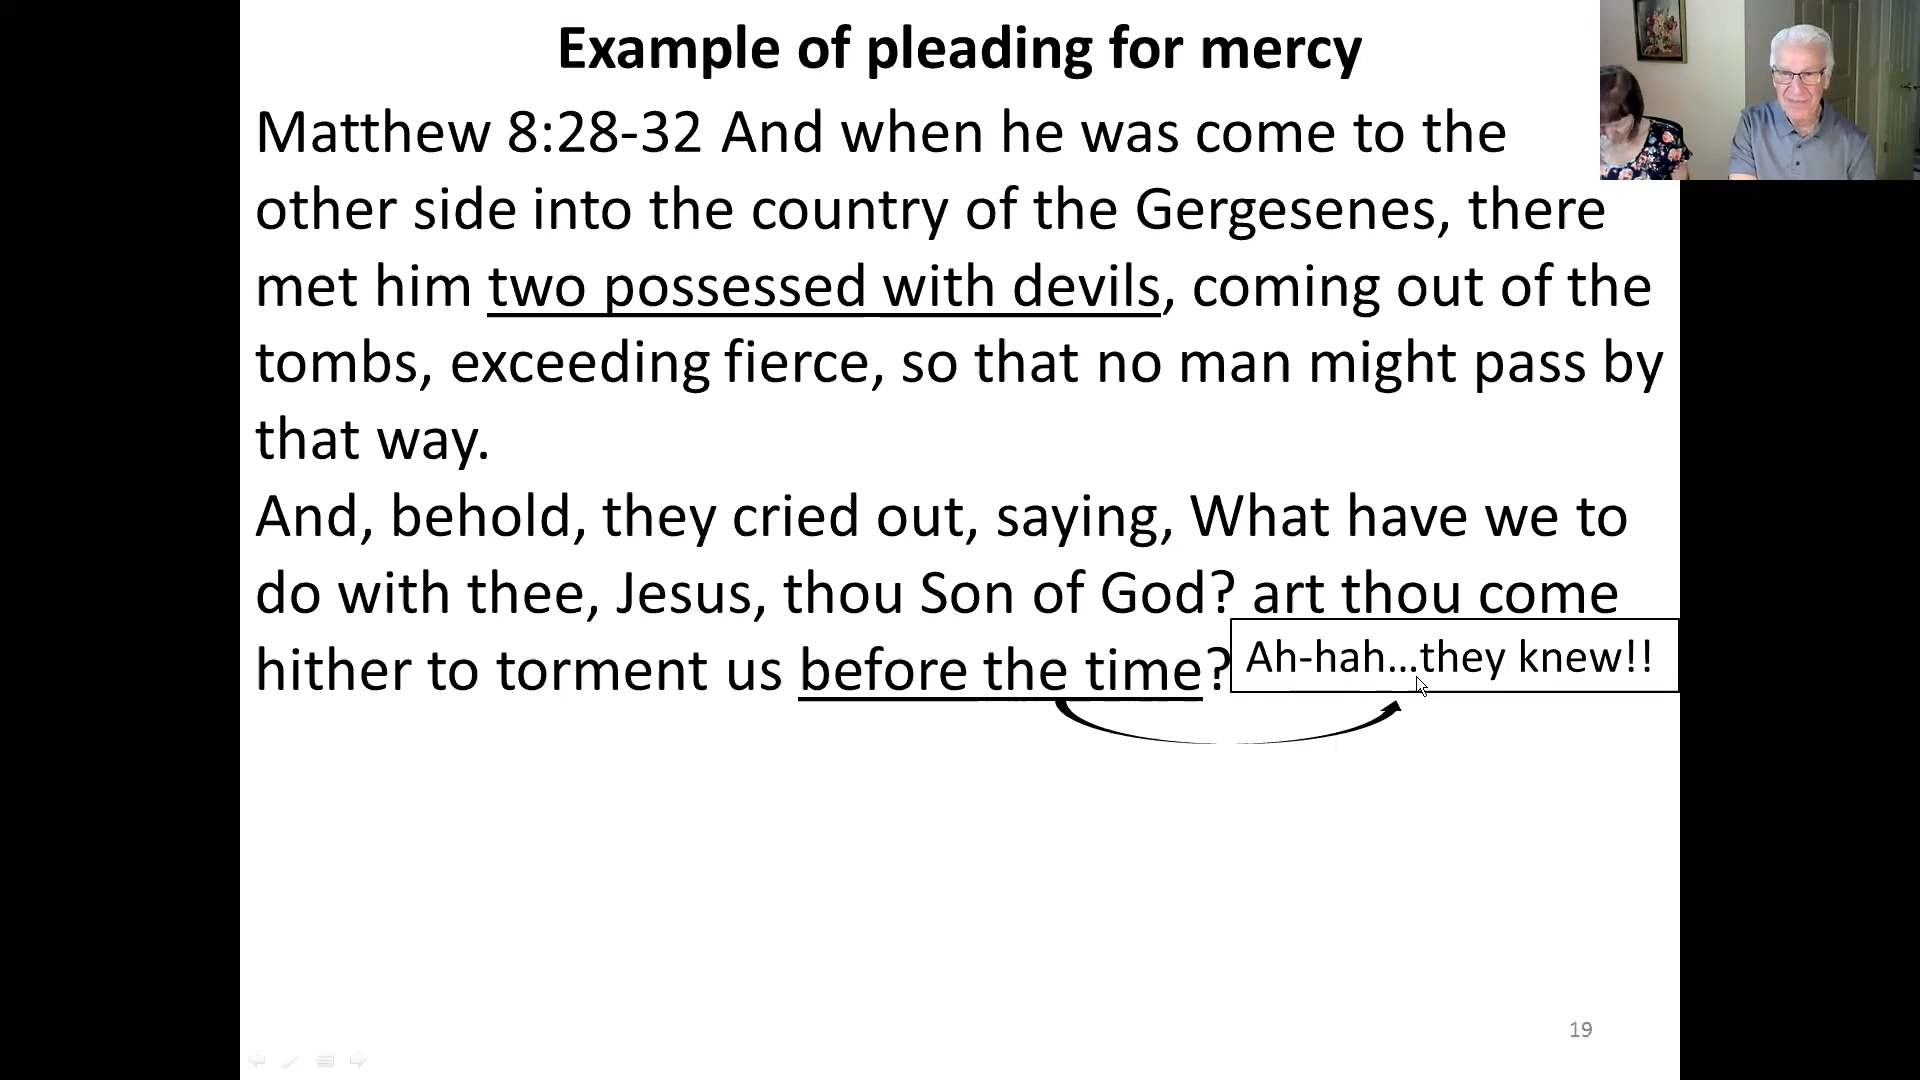 Example of pleading for mercy
Matthew 8:28-32 And when he was come to the
other side into the country of the Gergesenes, there
met him two possessed with devils, coming out of the
tombs, exceeding fierce, so that no man might pass by
that way.
And, behold, they cried out, saying, What have we to
do with thee, Jesus, thou Son of God? art thou come
hither to torment us before the time?
Ah-hah...they knew!!
19